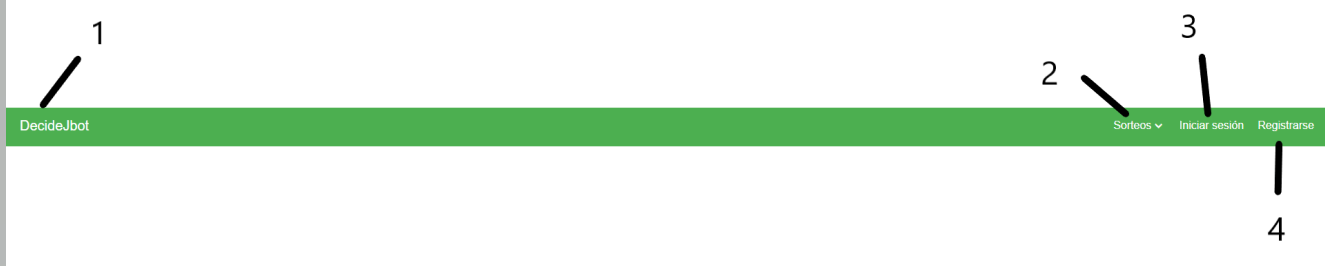 1
3
2
DecideJbot
Sorteos
Iniciar sesión
Registrarse
4